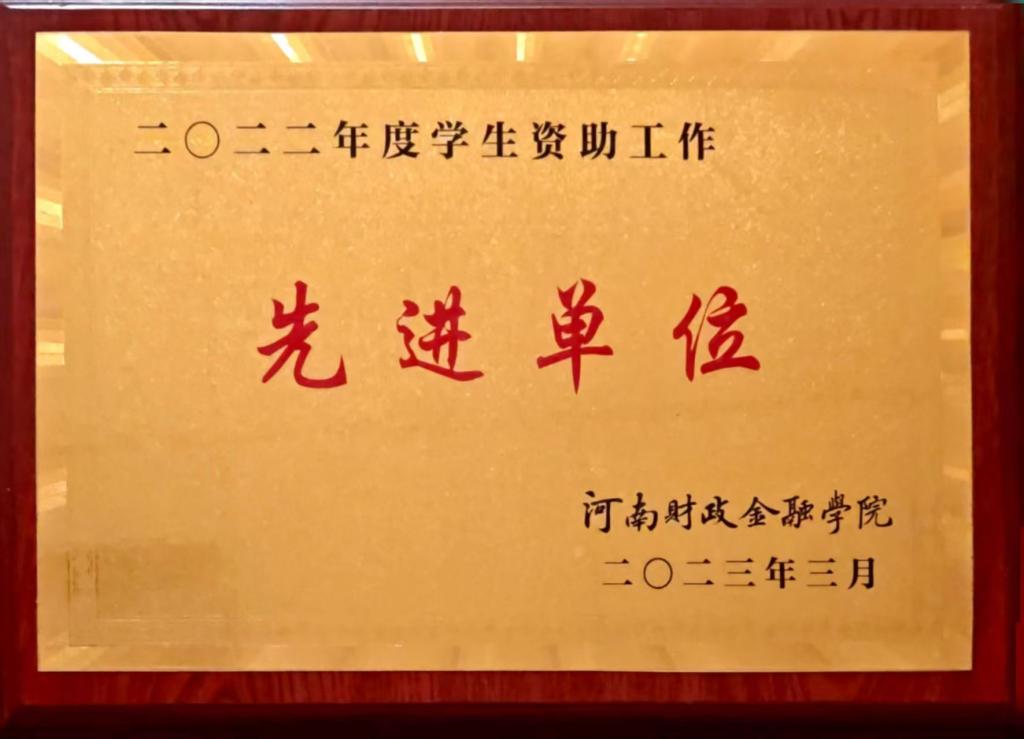 二〇二二年度学生资助工作
先进单位
河南财政金融學院
二〇二三年三月